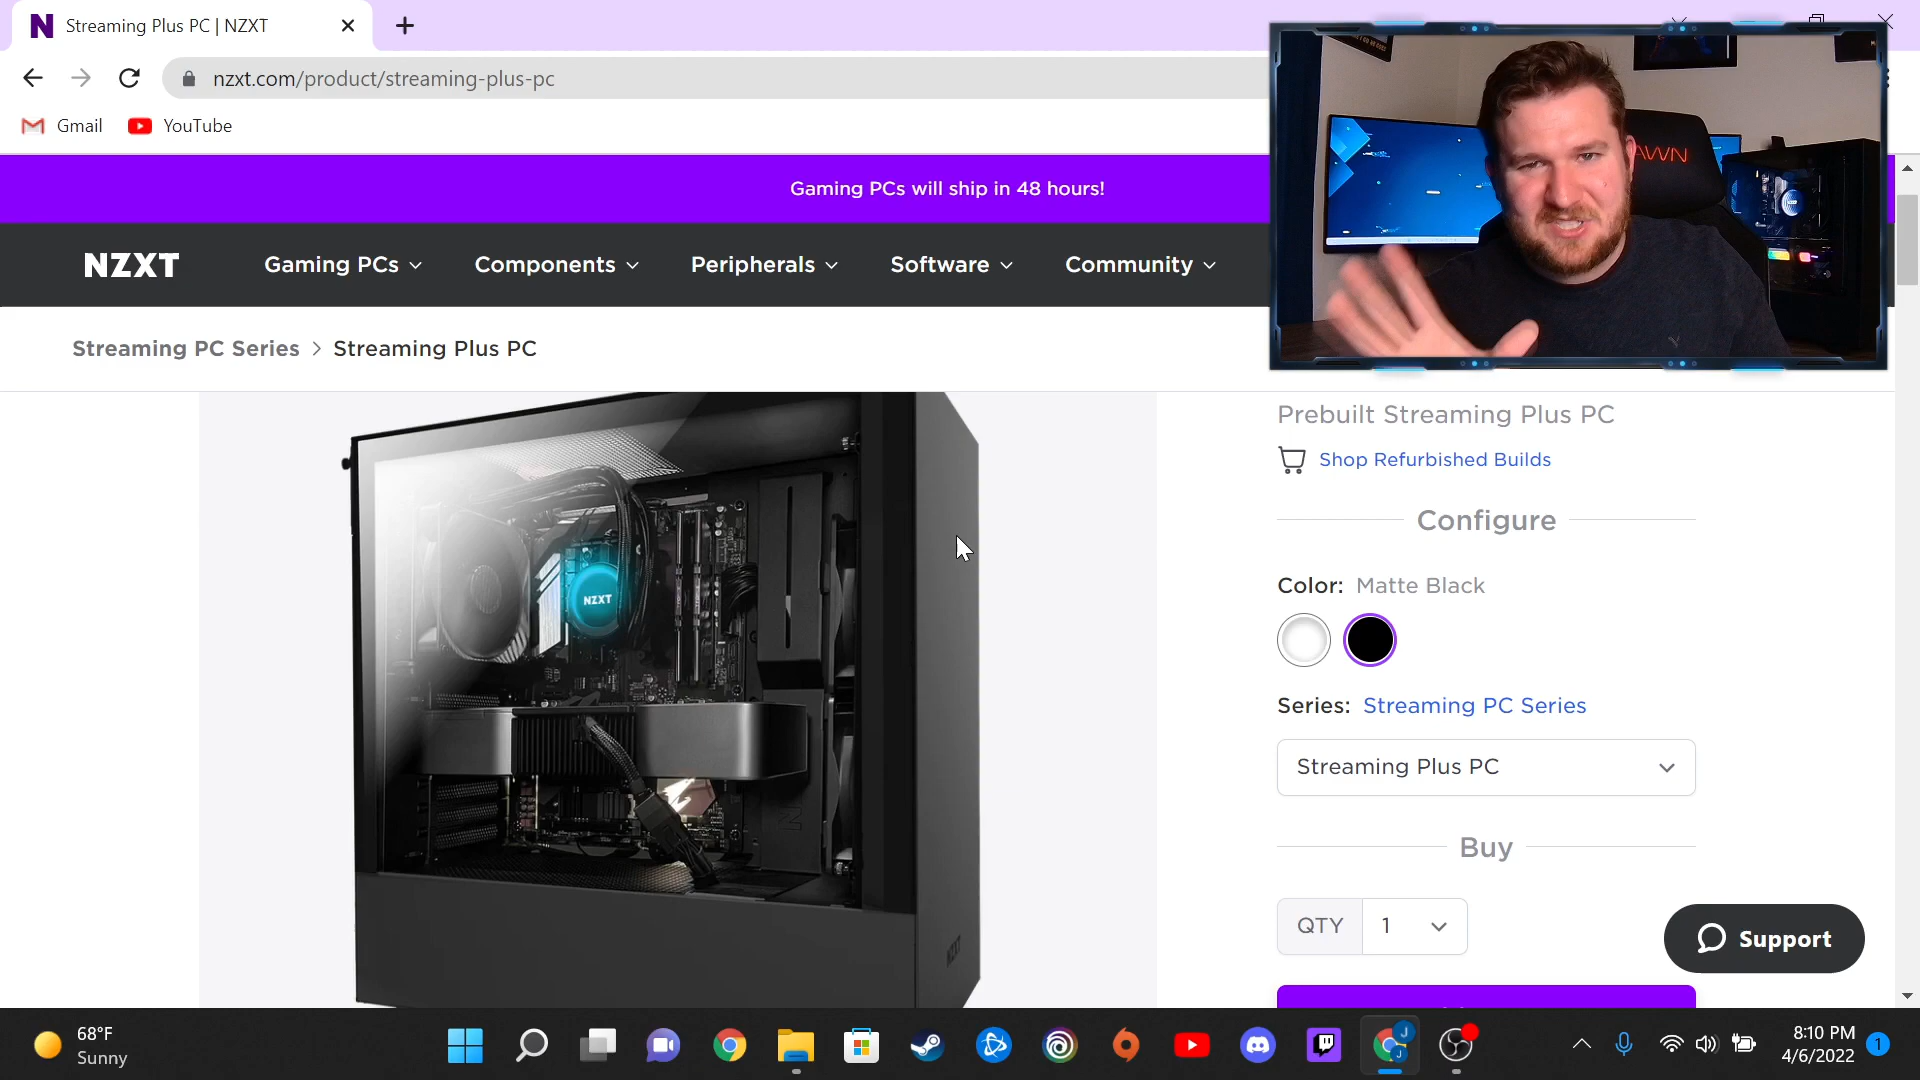 Streaming Plus PC | NZXT
nzxt.com/product/streaming-plus-pc
Gmail
YouTube
Gaming PCs will ship in 48 hours!
NZXT
Gaming PCs
Components
Peripherals
Software
Community
Streaming PC Series > Streaming Plus PC
AWN
NZXT
Prebuilt Streaming Plus PC
Shop Refurbished Builds
Configure
Color: Matte Black
Series: Streaming PC Series
Streaming Plus PC
Buy
QTY 1
Support
NZXT
68°F
Sunny
J
J
8:10 PM
4/6/2022
1